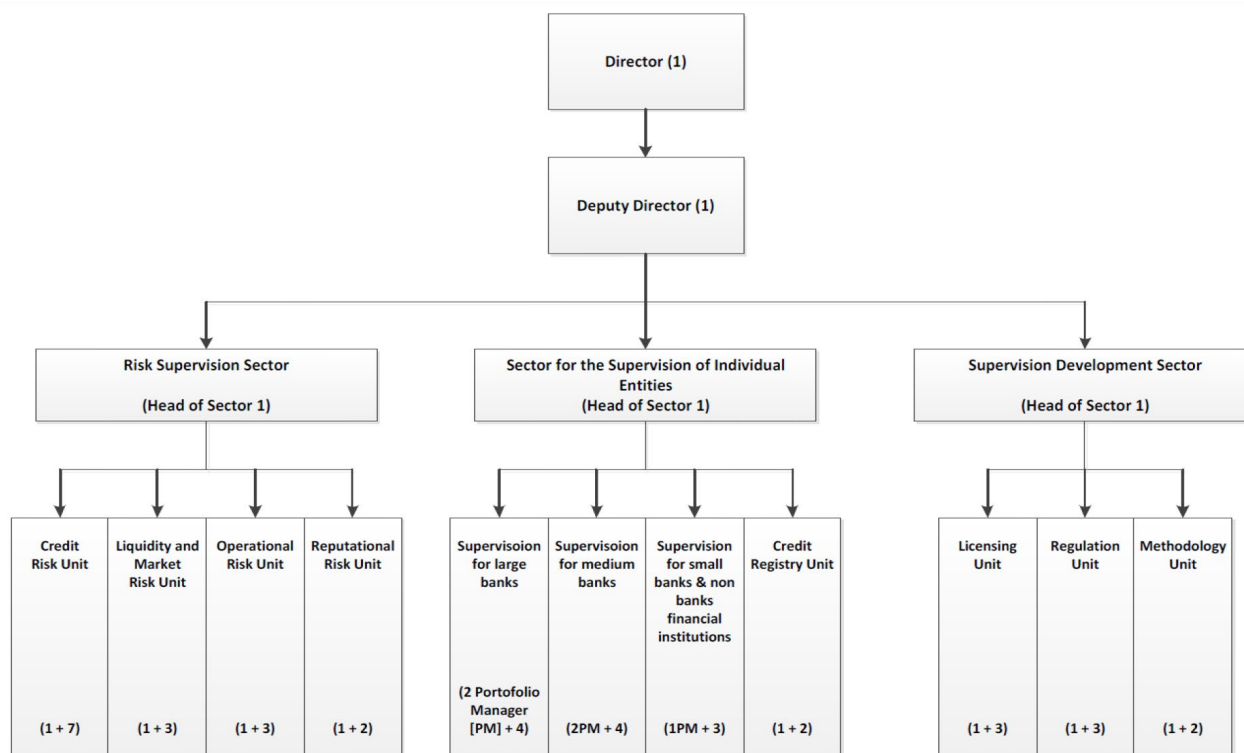 Director (1)
Deputy Director (1)
Risk Supervision Sector
(Head of Sector 1)
Sector for the Supervision of Individual
Entities
(Head of Sector 1)
Supervision Development Sector
(Head of Sector 1)
Credit
Risk Unit
(1 + 7)
Liquidity and
Market
Risk Unit
(1 + 3)
Operational
Risk Unit
(1 + 3)
Reputational
Risk Unit
(1 + 2)
Supervisoion
for large
banks
(2 Portofolio
Manager
[PM] + 4)
Supervisoion
for medium
banks
(2PM + 4)
Supervision
for small
banks & non
banks
financial
institutions
(1PM + 3)
Credit
Registry Unit
(1 + 2)
Licensing
Unit
(1 + 3)
Regulation
Unit
(1 + 3)
Methodology
Unit
(1 + 2)